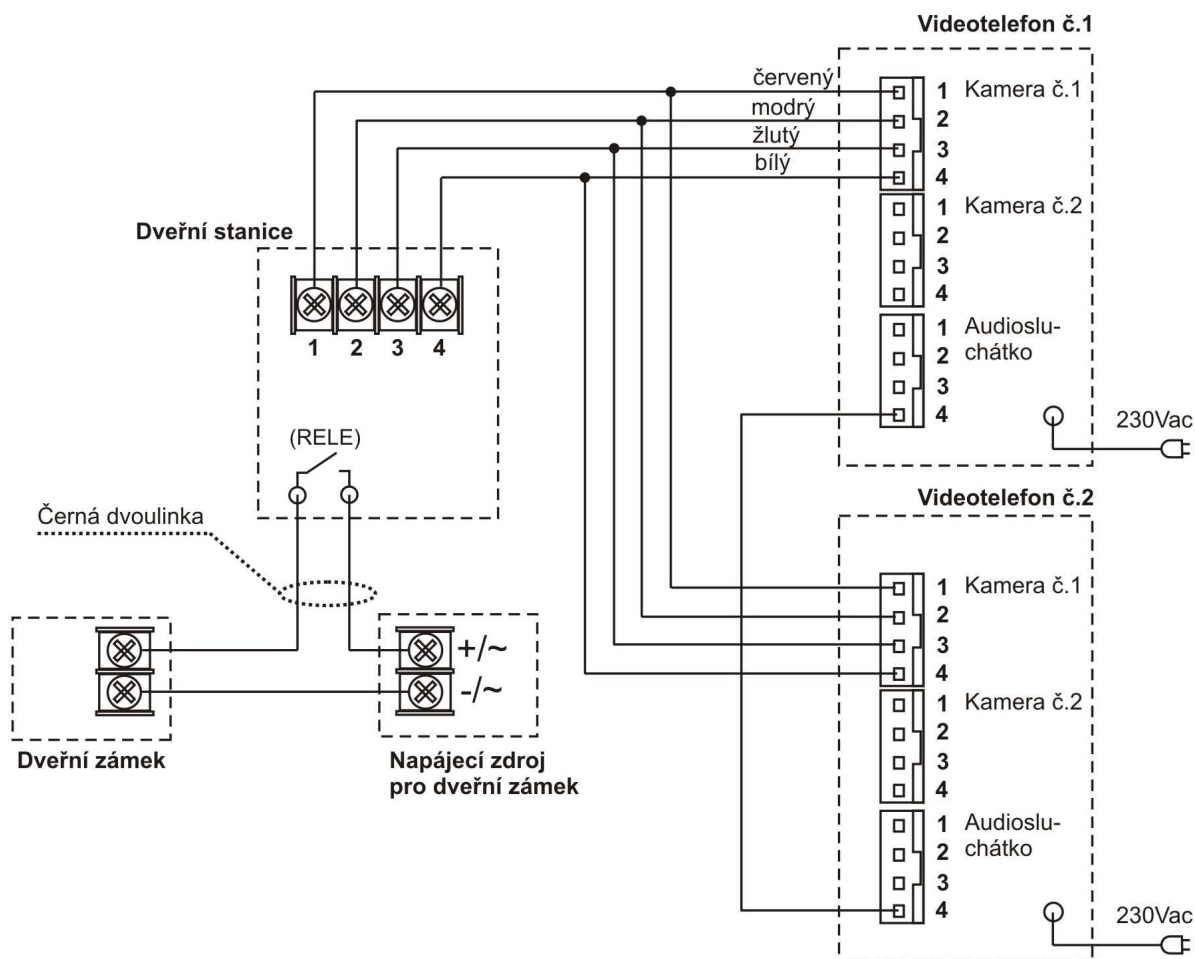 Videotelefon č.1
červený
modrý
žlutý
bílý
1 Kamera č.1
2
3
4
1 Kamera č.2
2
3
4
1 Audioslu-
2 chátko
3
4
230Vac
Dveřní stanice
1 2 3 4
(RELE)
Černá dvoulinka
+/~
-/~
Dveřní zámek
Napájecí zdroj
pro dveřní zámek
Videotelefon č.2
1 Kamera č.1
2
3
4
1 Kamera č.2
2
3
4
1 Audioslu-
2 chátko
3
4
230Vac